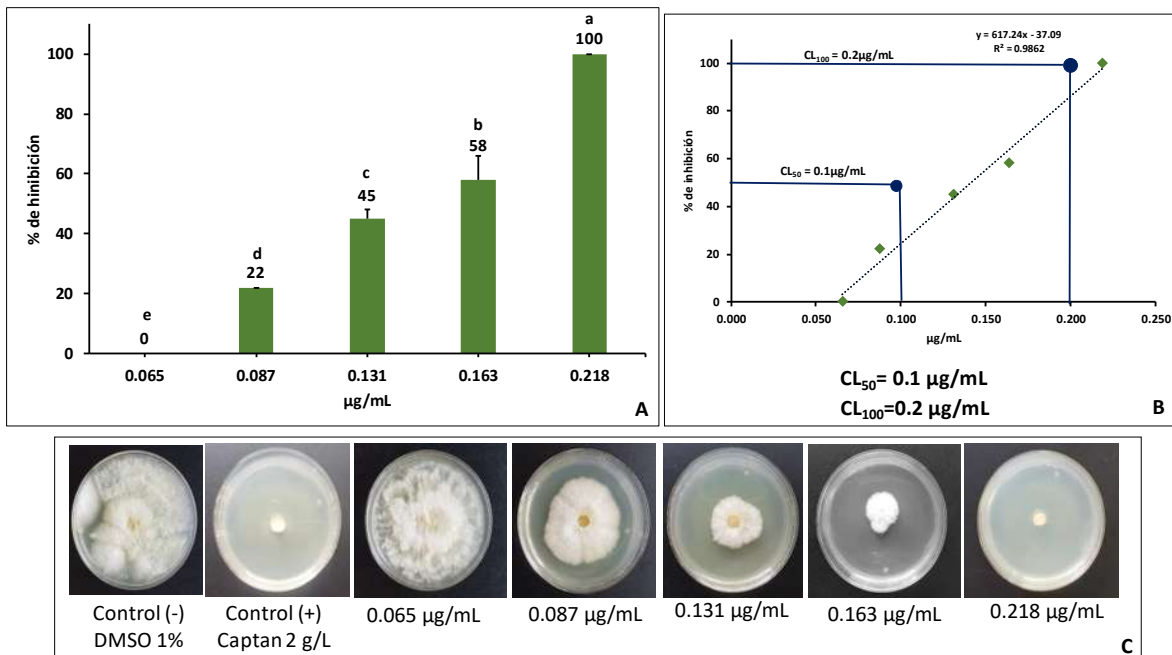 % de hinibición
100
80
60
40
20
0
a
100
b
58
c
45
d
22
e
0
0.065 0.087 0.131 0.163 0.218
µg/mL
A
y = 617.24x - 37.09
R² = 0.9862
% de inhibición
100
80
60
40
20
0
CL₁₀₀ = 0.2µg/mL
CL₅₀ = 0.1µg/mL
0.000 0.050 0.100 0.150 0.200 0.250
µg/mL
CL₅₀= 0.1 µg/mL
CL₁₀₀=0.2 µg/mL
B
Control (-)
DMSO 1%
Control (+)
Captan 2 g/L
0.065 µg/mL
0.087 µg/mL
0.131 µg/mL
0.163 µg/mL
0.218 µg/mL
C